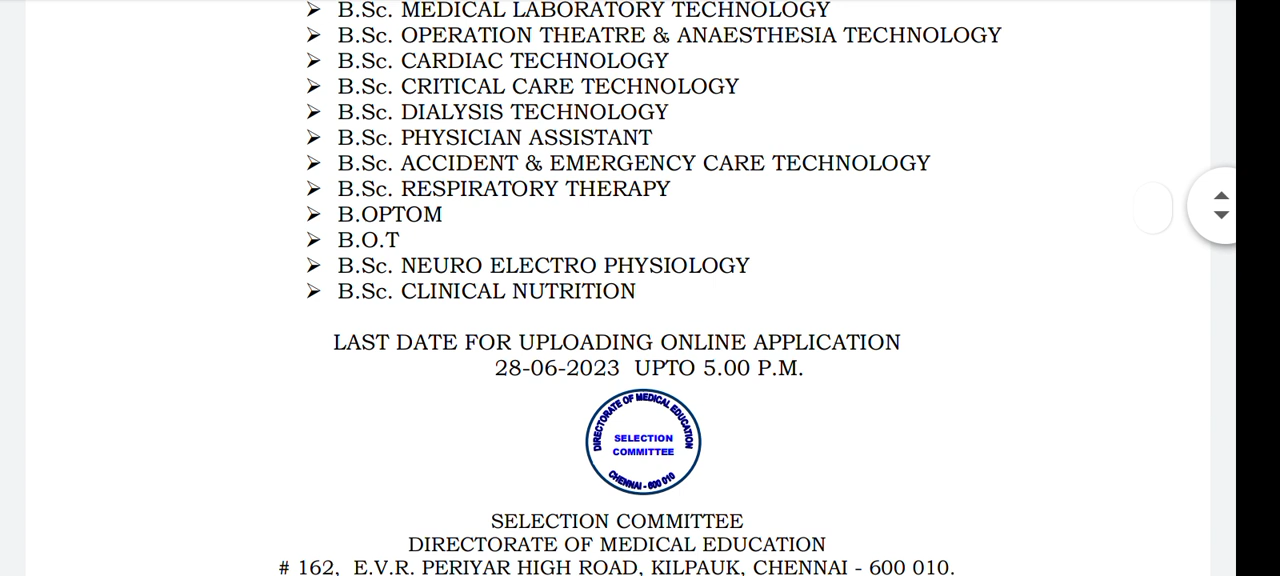 ➢ B.Sc. MEDICAL LABORATORY TECHNOLOGY
➢ B.Sc. OPERATION THEATRE & ANAESTHESIA TECHNOLOGY
➢ B.Sc. CARDIAC TECHNOLOGY
➢ B.Sc. CRITICAL CARE TECHNOLOGY
➢ B.Sc. DIALYSIS TECHNOLOGY
➢ B.Sc. PHYSICIAN ASSISTANT
➢ B.Sc. ACCIDENT & EMERGENCY CARE TECHNOLOGY
➢ B.Sc. RESPIRATORY THERAPY
➢ B.OPTOM
➢ B.O.T
➢ B.Sc. NEURO ELECTRO PHYSIOLOGY
➢ B.Sc. CLINICAL NUTRITION
LAST DATE FOR UPLOADING ONLINE APPLICATION
28-06-2023 UPTO 5.00 P.M.
DIRECTORATE OF MEDICAL EDUCATION
SELECTION
COMMITTEE
CHENNAI - 600 010
SELECTION COMMITTEE
DIRECTORATE OF MEDICAL EDUCATION
# 162, E.V.R. PERIYAR HIGH ROAD, KILPAUK, CHENNAI - 600 010.